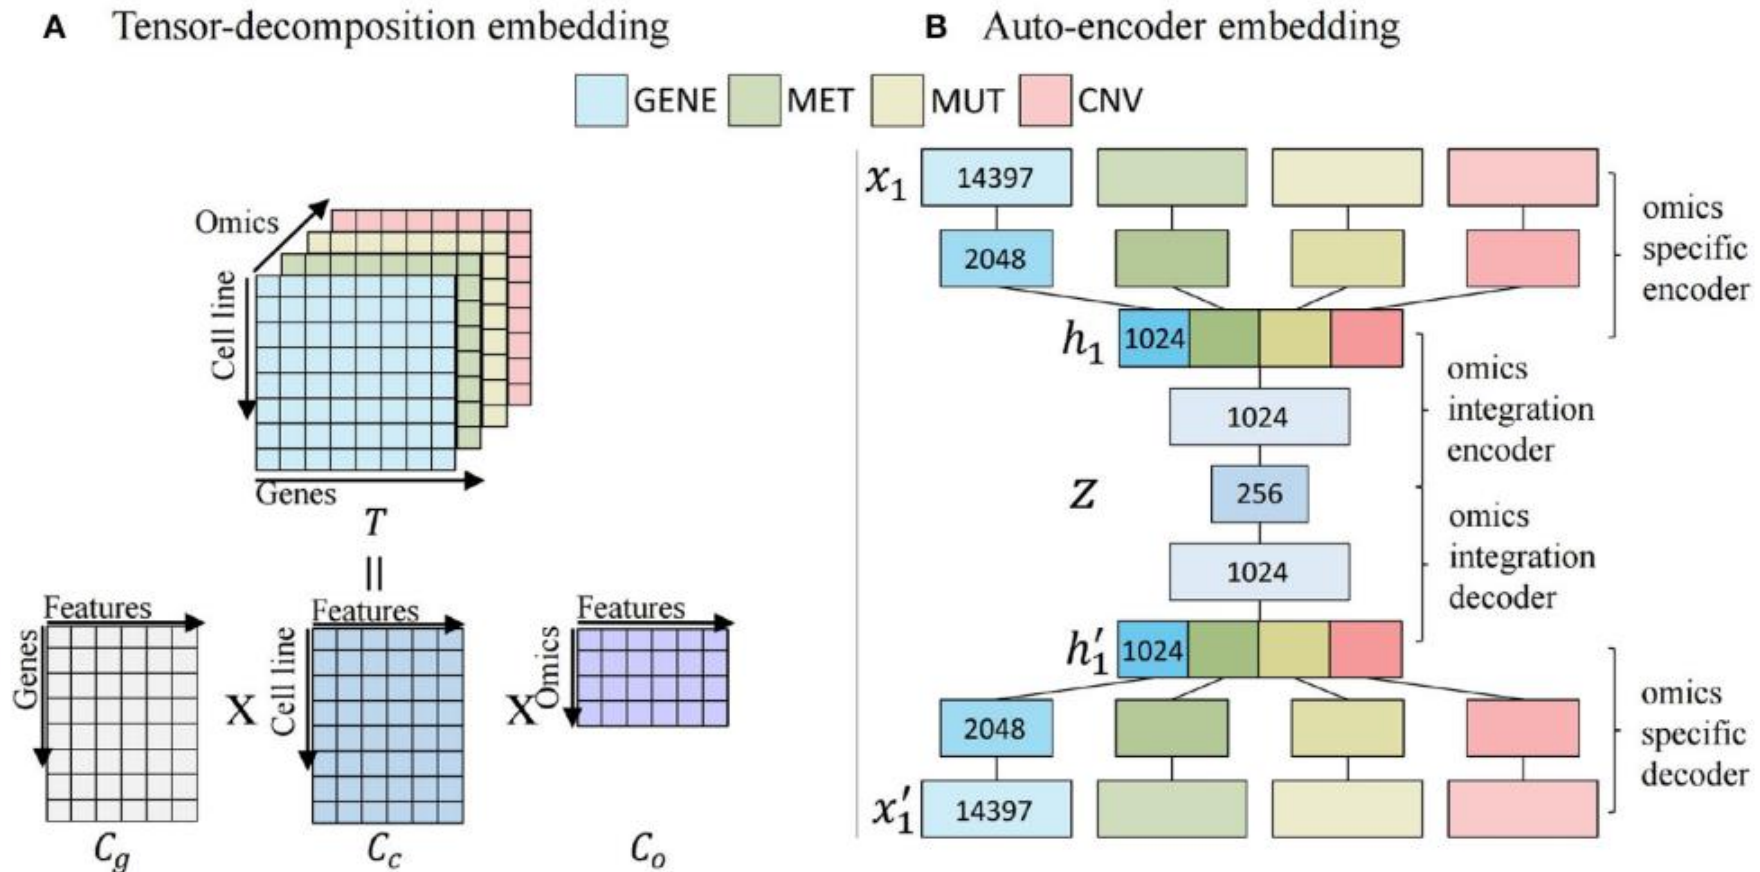 A Tensor-decomposition embedding
B Auto-encoder embedding
GENE MET MUT CNV
Omics
Cell line
Genes
T
=
Features
Genes
C_g
X
Features
Cell line
C_c
X
Features
Omics
C_o
x_1 14397
2048
h_1 1024
1024
Z 256
1024
h'_1 1024
2048
x'_1 14397
omics
specific
encoder
omics
integration
encoder
omics
integration
decoder
omics
specific
decoder